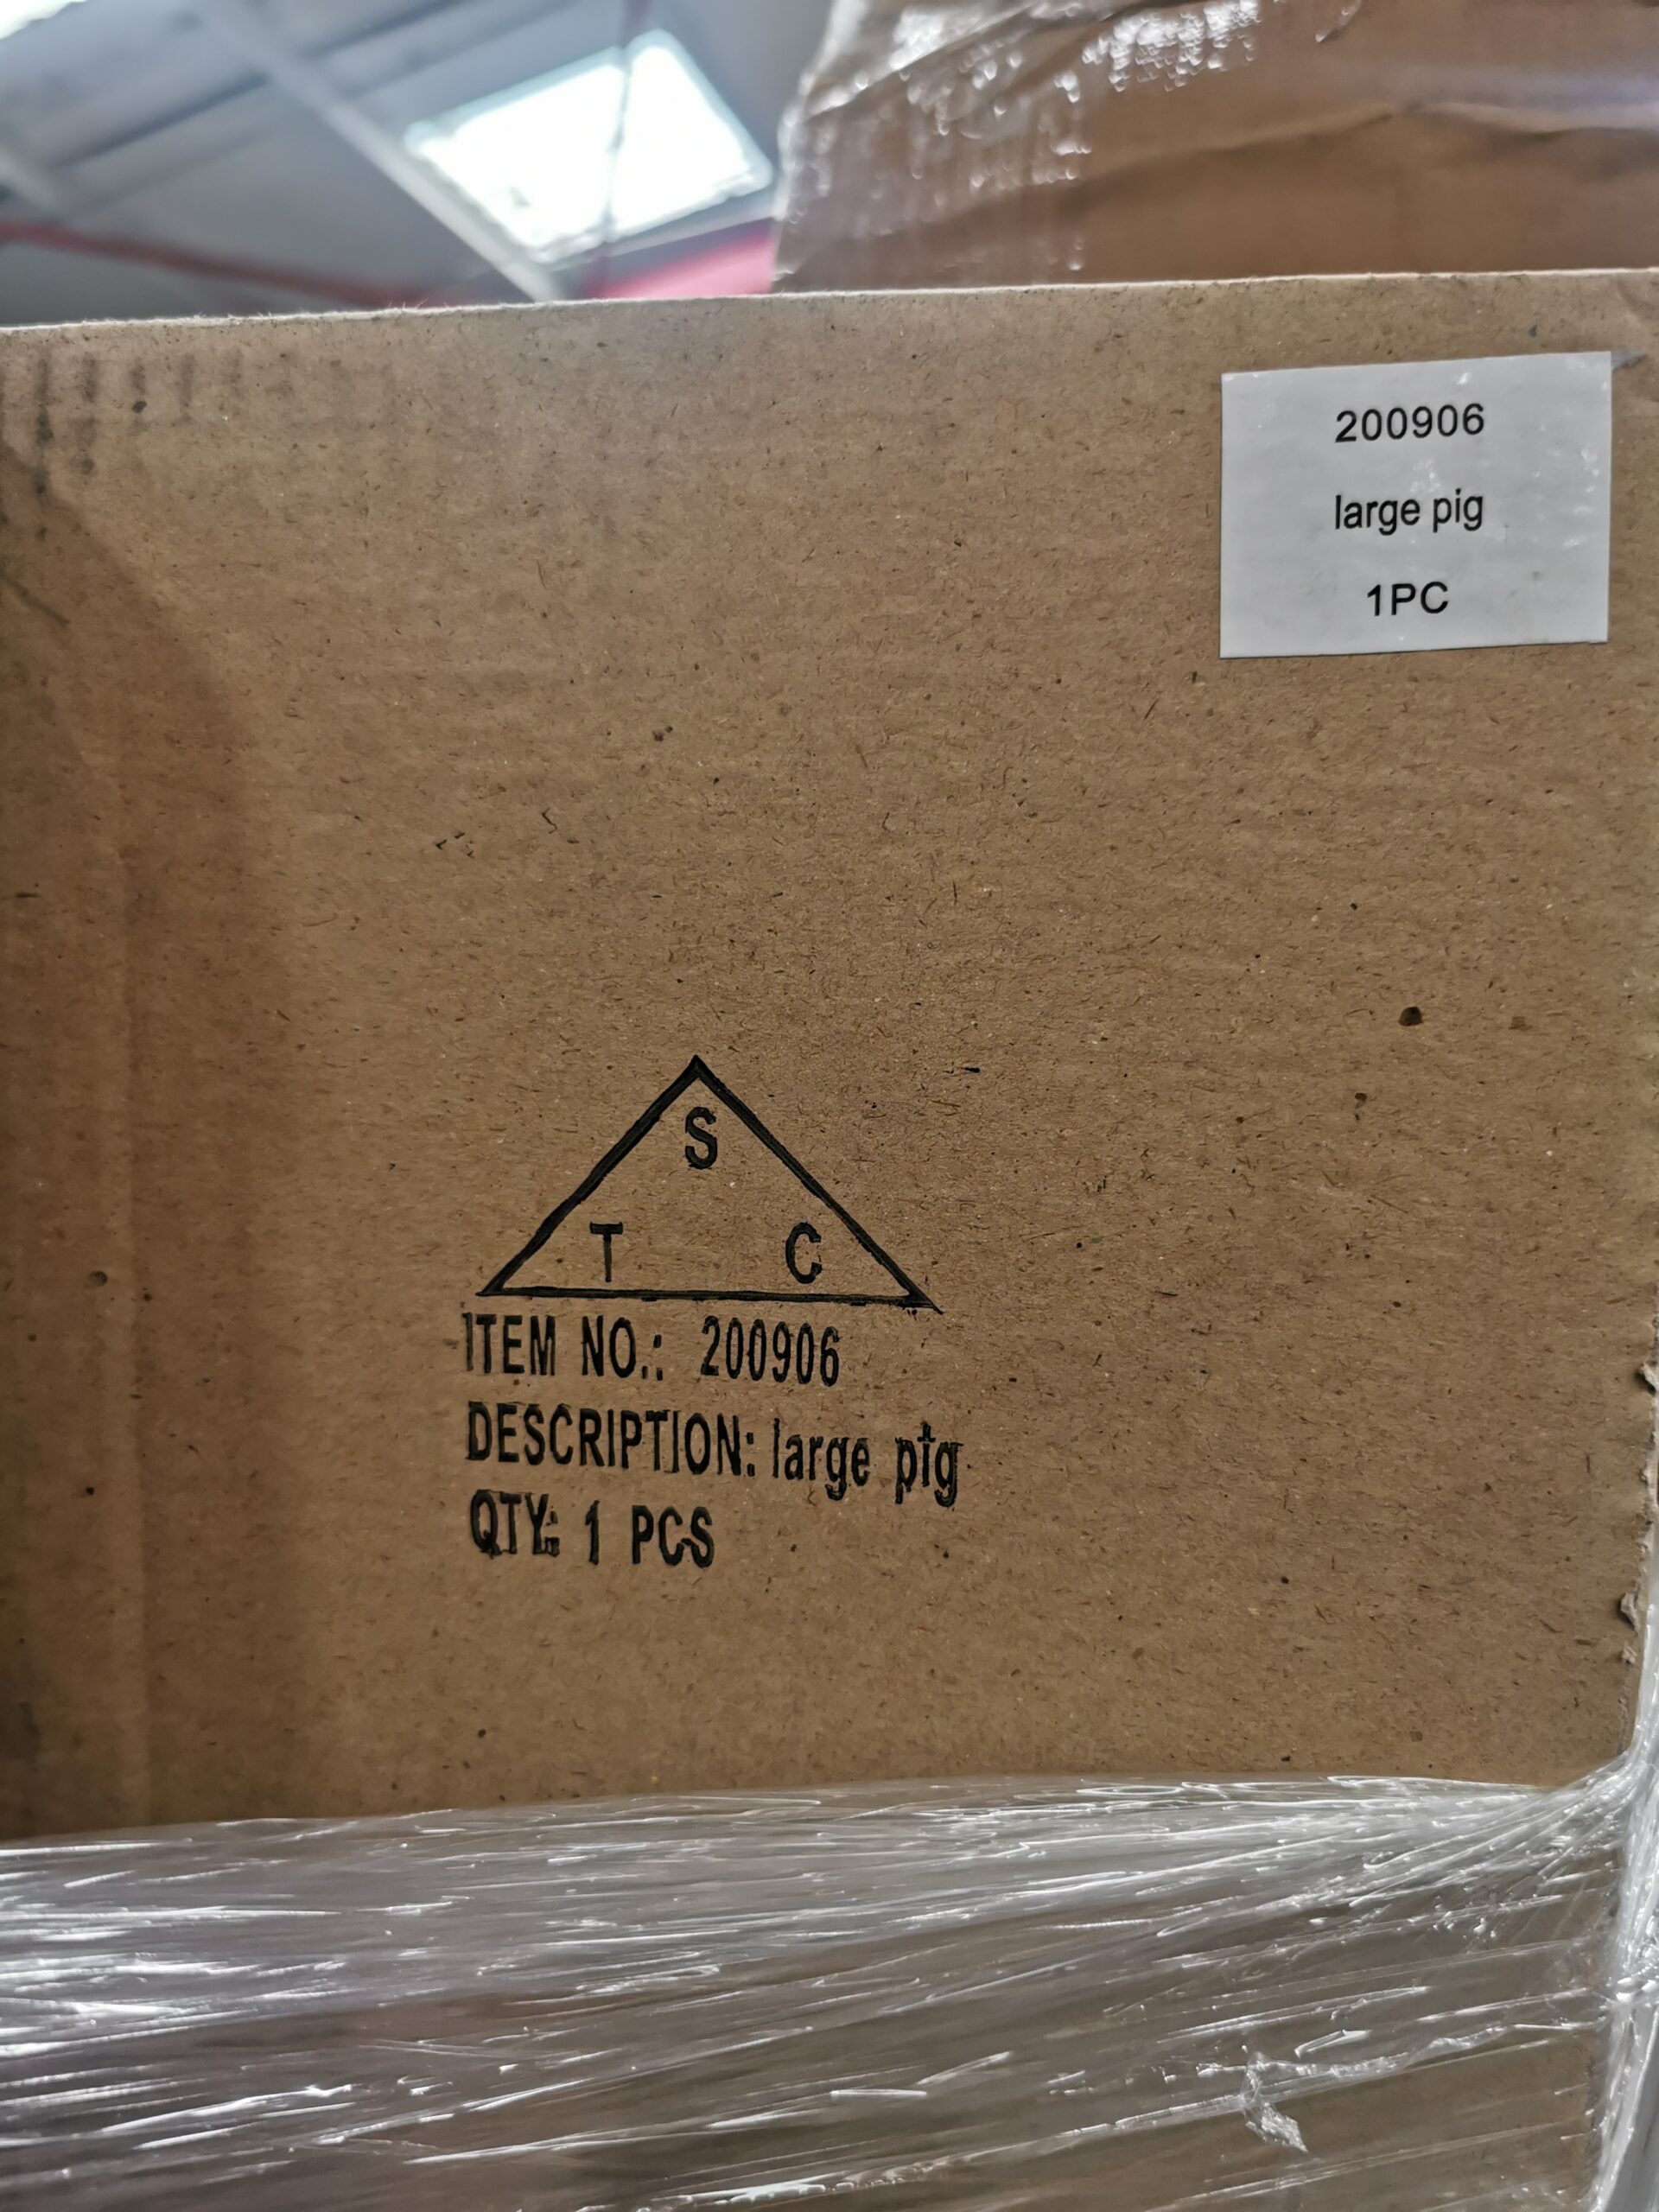 200906
large pig
1PC
S
T C
ITEM NO.: 200906
DESCRIPTION: large pig
QTY: 1 PCS